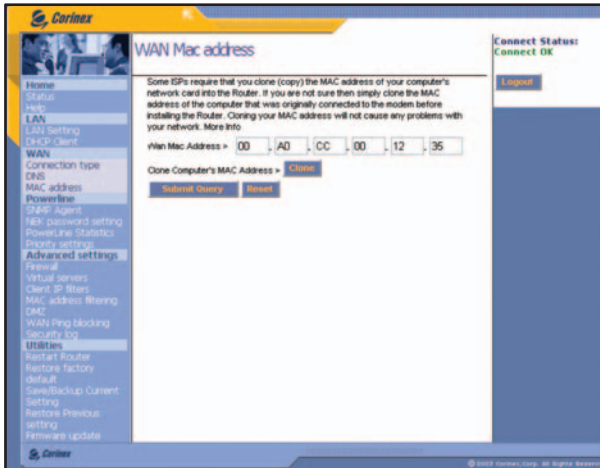 Corinex
WAN Mac address
Connect Status:
Connect OK
Logout
Home
Status
Help
LAN
LAN Setting
DHCP Client
WAN
Connection type
DNS
MAC address
Powerline
SNMP Agent
NEK password setting
PowerLine Statistics
Priority settings
Advanced settings
Firewall
Virtual servers
Client IP filters
MAC address filtering
DMZ
WAN Ping blocking
Security log
Utilities
Restart Router
Restore factory
default
Save/Backup Current
Setting
Restore Previous
setting
Firmware update
Some ISPs require that you clone (copy) the MAC address of your computer's
network card into the Router. If you are not sure then simply clone the MAC
address of the computer that was originally connected to the modem before
installing the Router. Cloning your MAC address will not cause any problems with
your network. More Info
Wan Mac Address > 00 . A0 . CC . 00 . 12 . 35
Clone Computer's MAC Address > Clone
Submit Query Reset
Corinex
© 2003 Corinex, Corp. All Rights Reserved